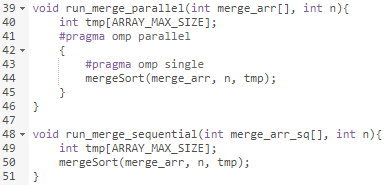 39 void run_merge_parallel(int merge_arr[], int n){
40     int tmp[ARRAY_MAX_SIZE];
41     #pragma omp parallel
42     {
43         #pragma omp single
44         mergeSort(merge_arr, n, tmp);
45     }
46 }
47
48 void run_merge_sequential(int merge_arr_sq[], int n){
49     int tmp[ARRAY_MAX_SIZE];
50     mergeSort(merge_arr, n, tmp);
51 }